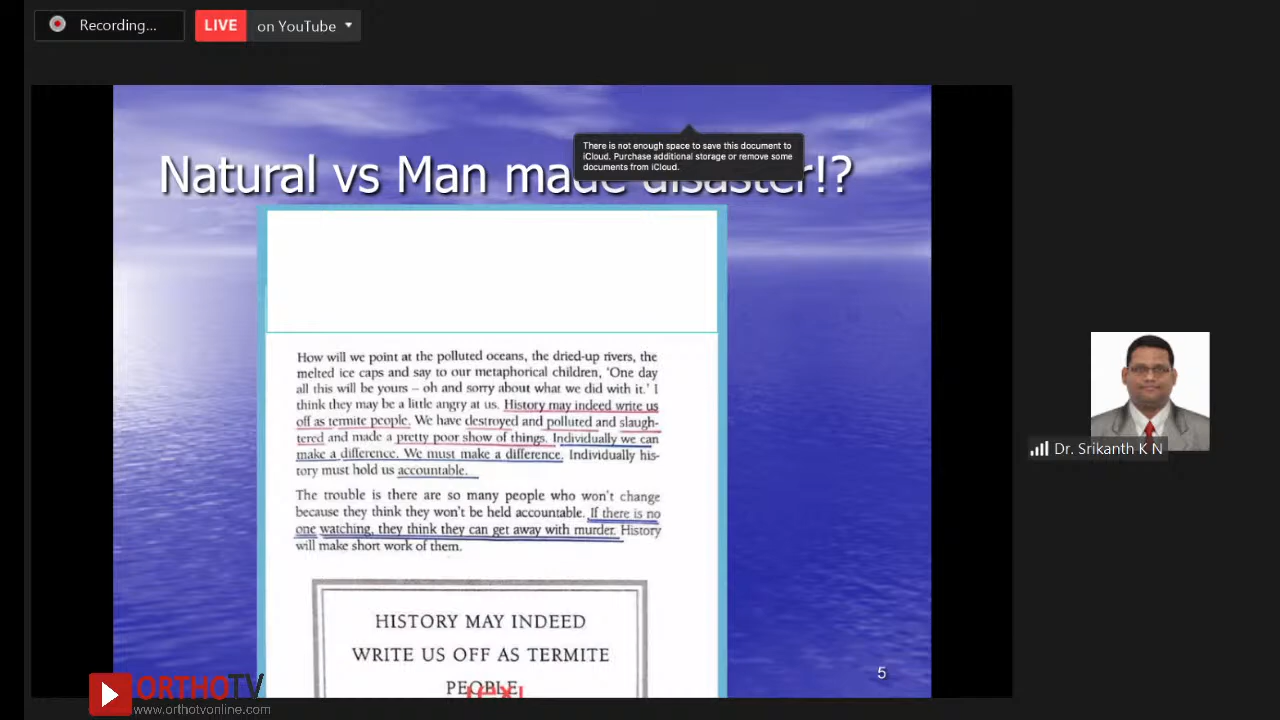 Recording...
LIVE
on YouTube
There is not enough space to save this document to
iCloud. Purchase additional storage or remove some
documents from iCloud.
Natural vs Man made disaster!?
How will we point at the polluted oceans, the dried-up rivers, the
melted ice caps and say to our metaphorical children, 'One day
all this will be yours – oh and sorry about what we did with it.' I
think they may be a little angry at us. History may indeed write us
off as termite people. We have destroyed and polluted and slaugh-
tered and made a pretty poor show of things. Individually we can
make a difference. We must make a difference. Individually his-
tory must hold us accountable.
The trouble is there are so many people who won't change
because they think they won't be held accountable. If there is no
one watching, they think they can get away with murder. History
will make short work of them.
HISTORY MAY INDEED
WRITE US OFF AS TERMITE
PEOPLE
5
Dr. Srikanth K N
ORTHOTV
www.orthotvonline.com